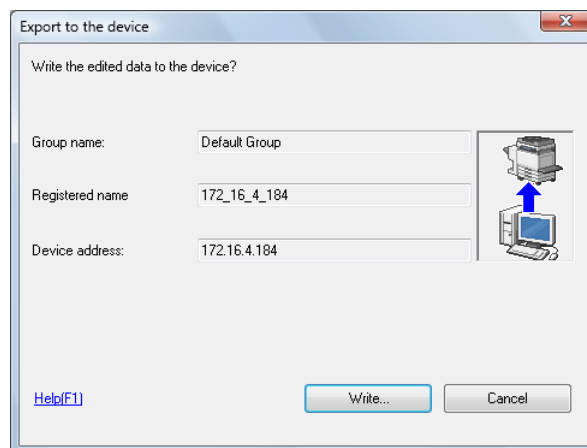 Export to the device
Write the edited data to the device?
Group name: Default Group
Registered name 172_16_4_184
Device address: 172.16.4.184
Help(F1) Write... Cancel